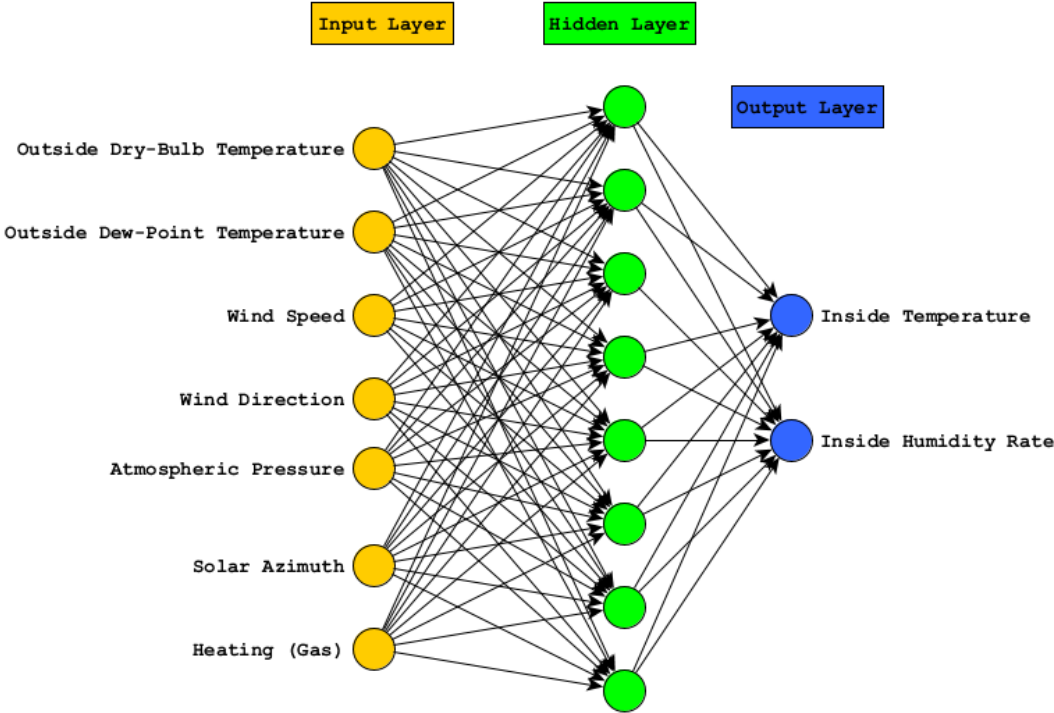 Input Layer
Hidden Layer
Output Layer
Outside Dry-Bulb Temperature
Outside Dew-Point Temperature
Wind Speed
Inside Temperature
Wind Direction
Inside Humidity Rate
Atmospheric Pressure
Solar Azimuth
Heating (Gas)